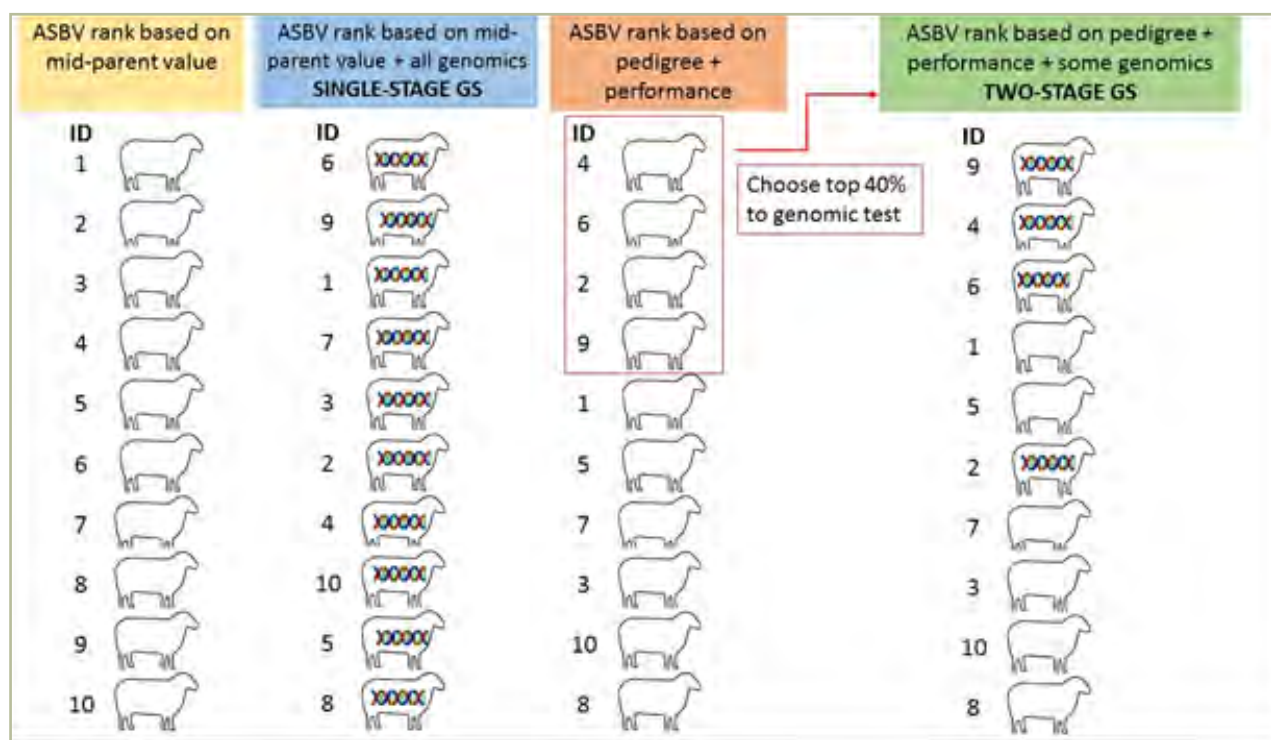 ASBV rank based on
mid-parent value
ASBV rank based on mid-
parent value + all genomics
SINGLE-STAGE GS
ASBV rank based on
pedigree +
performance
ASBV rank based on pedigree +
performance + some genomics
TWO-STAGE GS
ID
1
2
3
4
5
6
7
8
9
10
ID
6
9
1
7
3
2
4
10
5
8
ID
4
6
2
9
1
5
7
3
10
8
Choose top 40%
to genomic test
ID
9
4
6
1
5
2
7
3
10
8